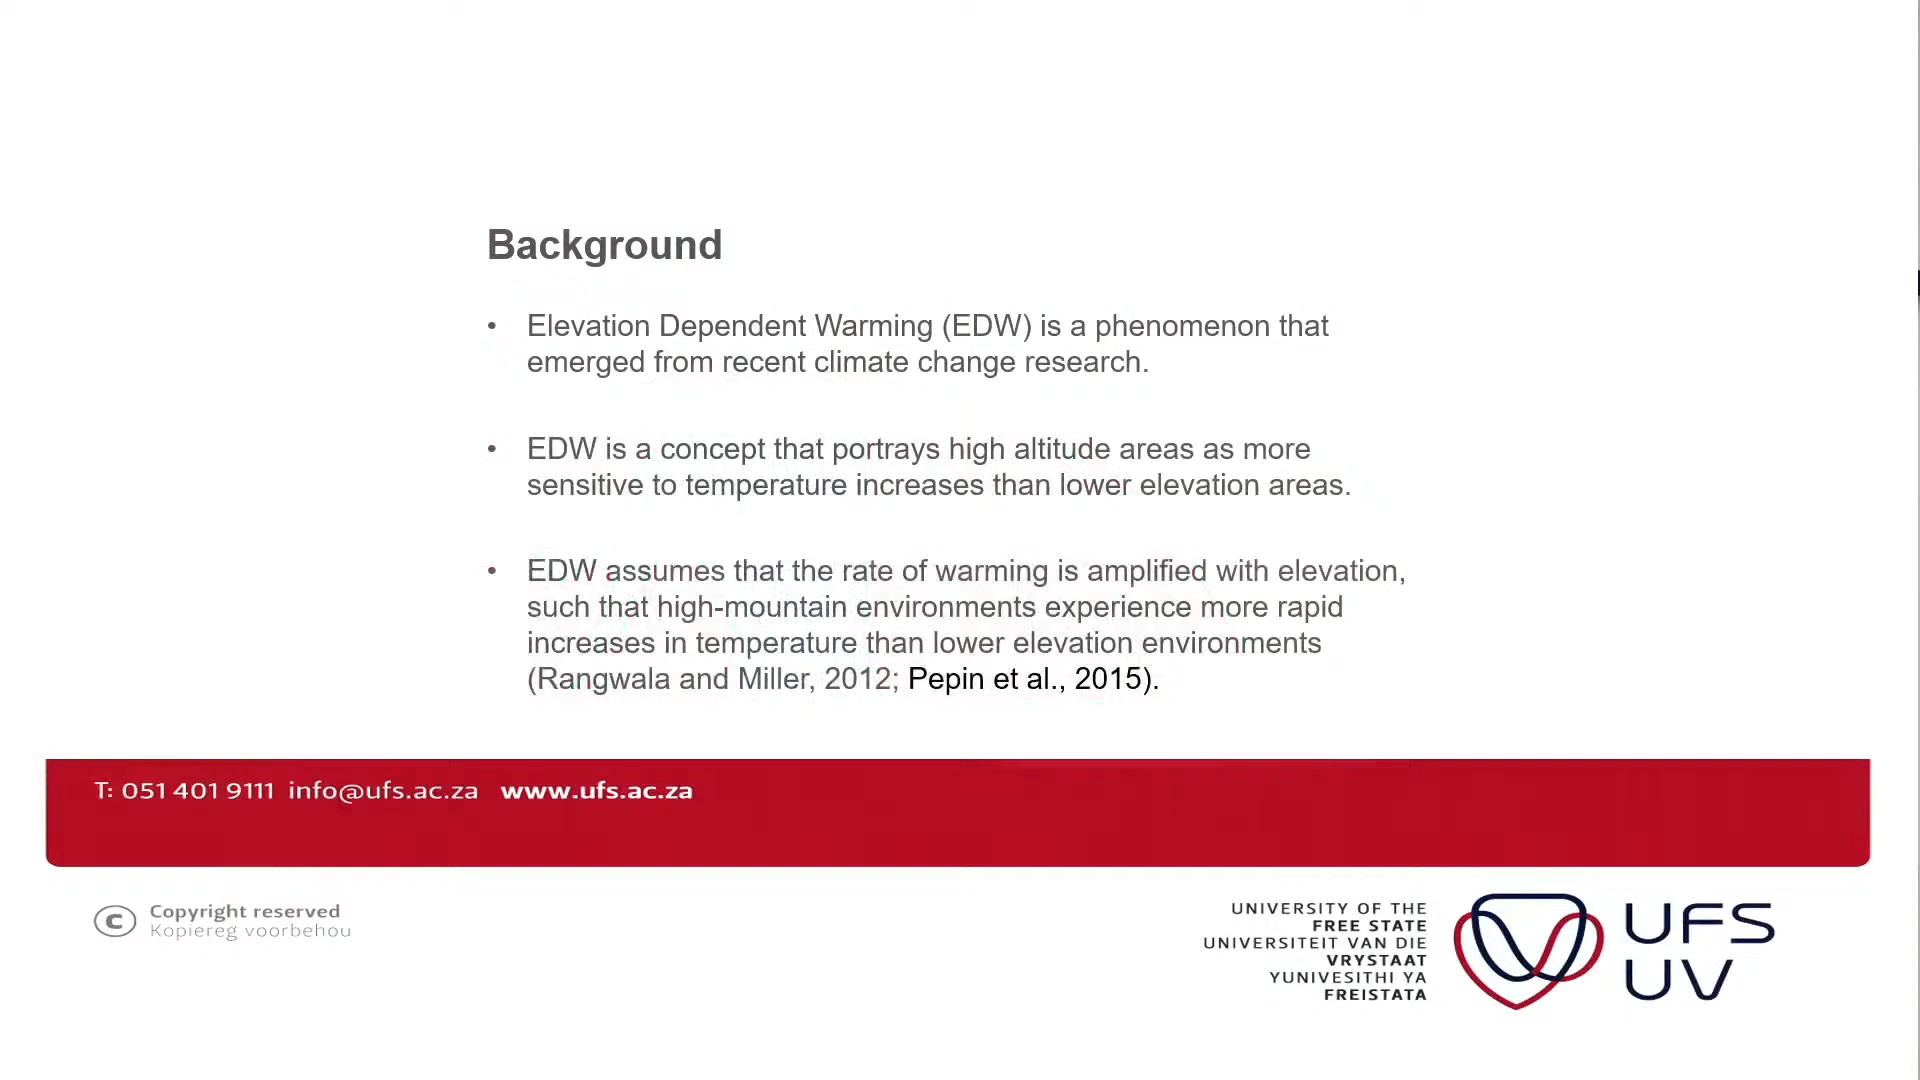 Background
• Elevation Dependent Warming (EDW) is a phenomenon that
emerged from recent climate change research.
• EDW is a concept that portrays high altitude areas as more
sensitive to temperature increases than lower elevation areas.
• EDW assumes that the rate of warming is amplified with elevation,
such that high-mountain environments experience more rapid
increases in temperature than lower elevation environments
(Rangwala and Miller, 2012; Pepin et al., 2015).
T: 051 401 9111 info@ufs.ac.za www.ufs.ac.za
© Copyright reserved
Kopiereg voorbehou
UNIVERSITY OF THE
FREE STATE
UNIVERSITEIT VAN DIE
VRYSTAAT
YUNIVESITHI YA
FREISTATA
UFS
UV